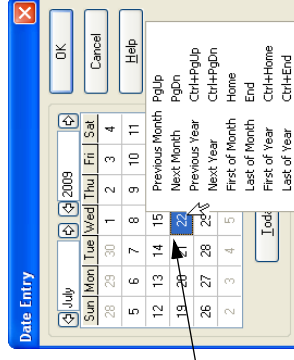 Date Entry
July 2009
Sun Mon Tue Wed Thu Fri Sat
28 29 30 1 2 3 4
5 6 7 8 9 10 11
12 13 14 15
19 20 21 22
26 27 28 29
2 3 4 5
OK
Cancel
Help
Previous Month PgUp
Next Month PgDn
Previous Year Ctrl+PgUp
Next Year Ctrl+PgDn
First of Month Home
Last of Month End
First of Year Ctrl+Home
Last of Year Ctrl+End